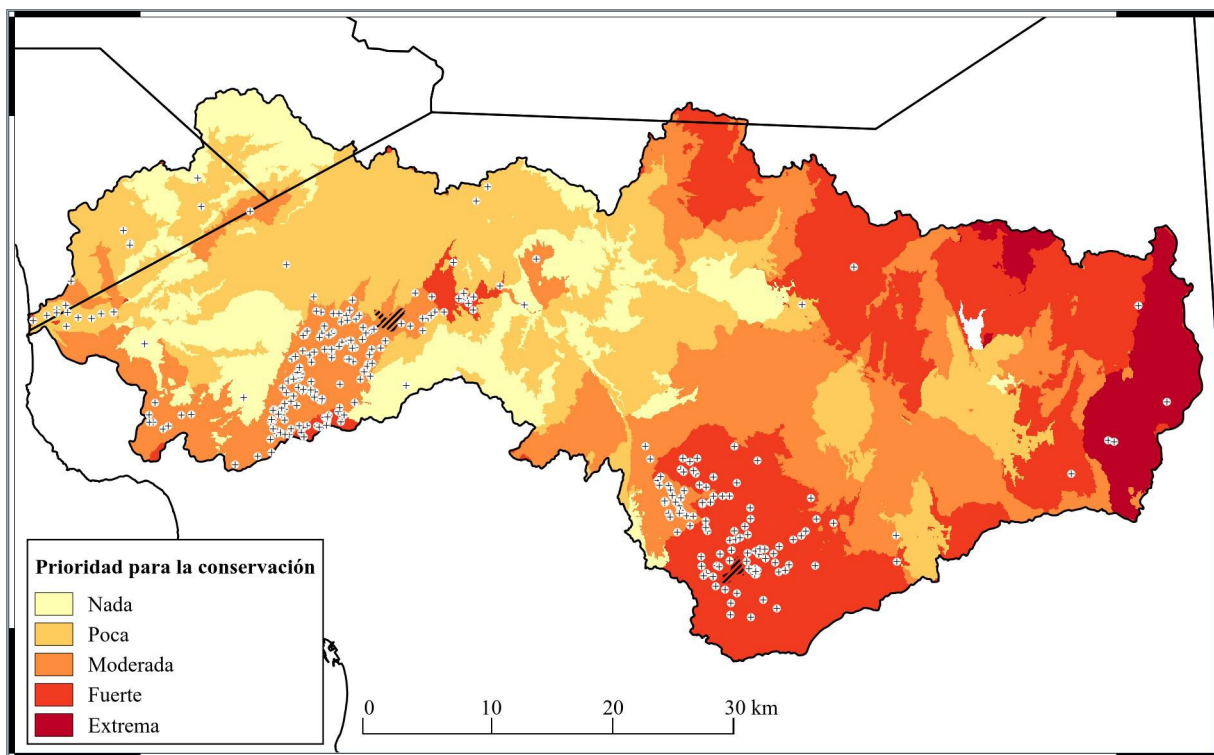 Prioridad para la conservación
Nada
Poca
Moderada
Fuerte
Extrema
0 10 20 30 km